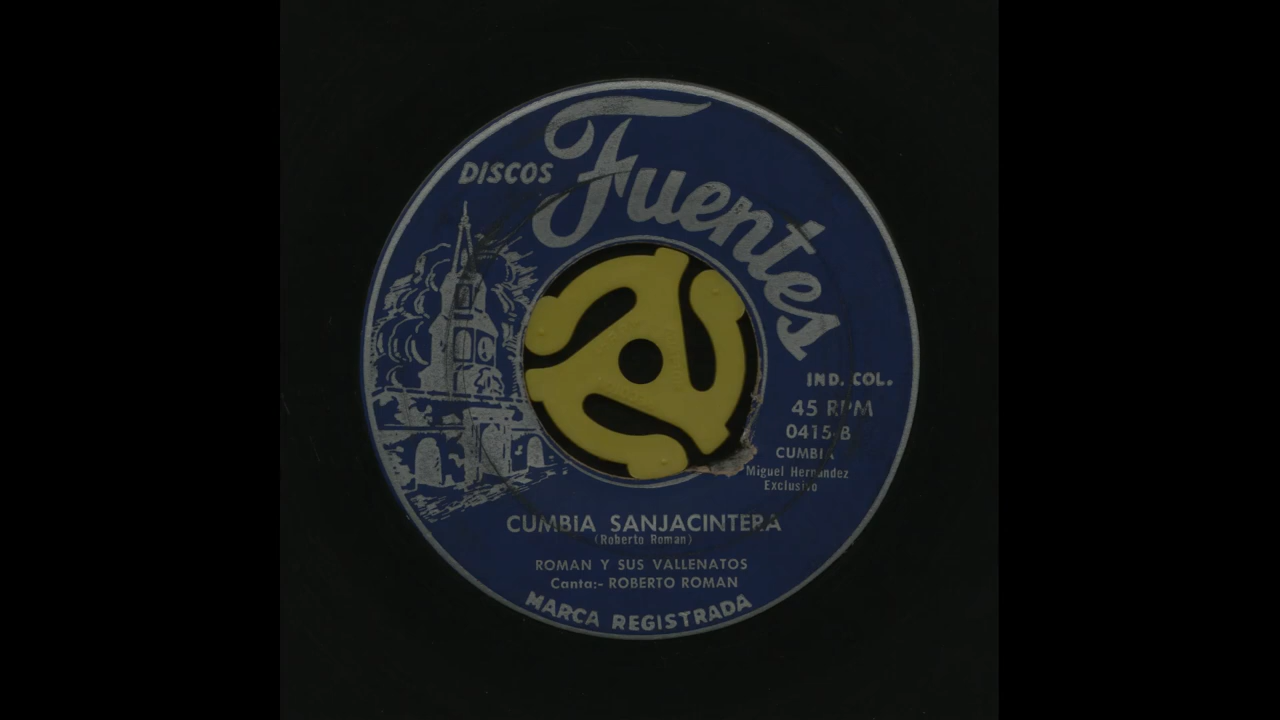 DISCOS
Fuentes
IND. COL.
45 RPM
0415-B
CUMBIA
Miguel Hernandez
Exclusivo
CUMBIA SANJACINTERA
(Roberto Roman)
ROMAN Y SUS VALLENATOS
Canta:- ROBERTO ROMAN
MARCA REGISTRADA